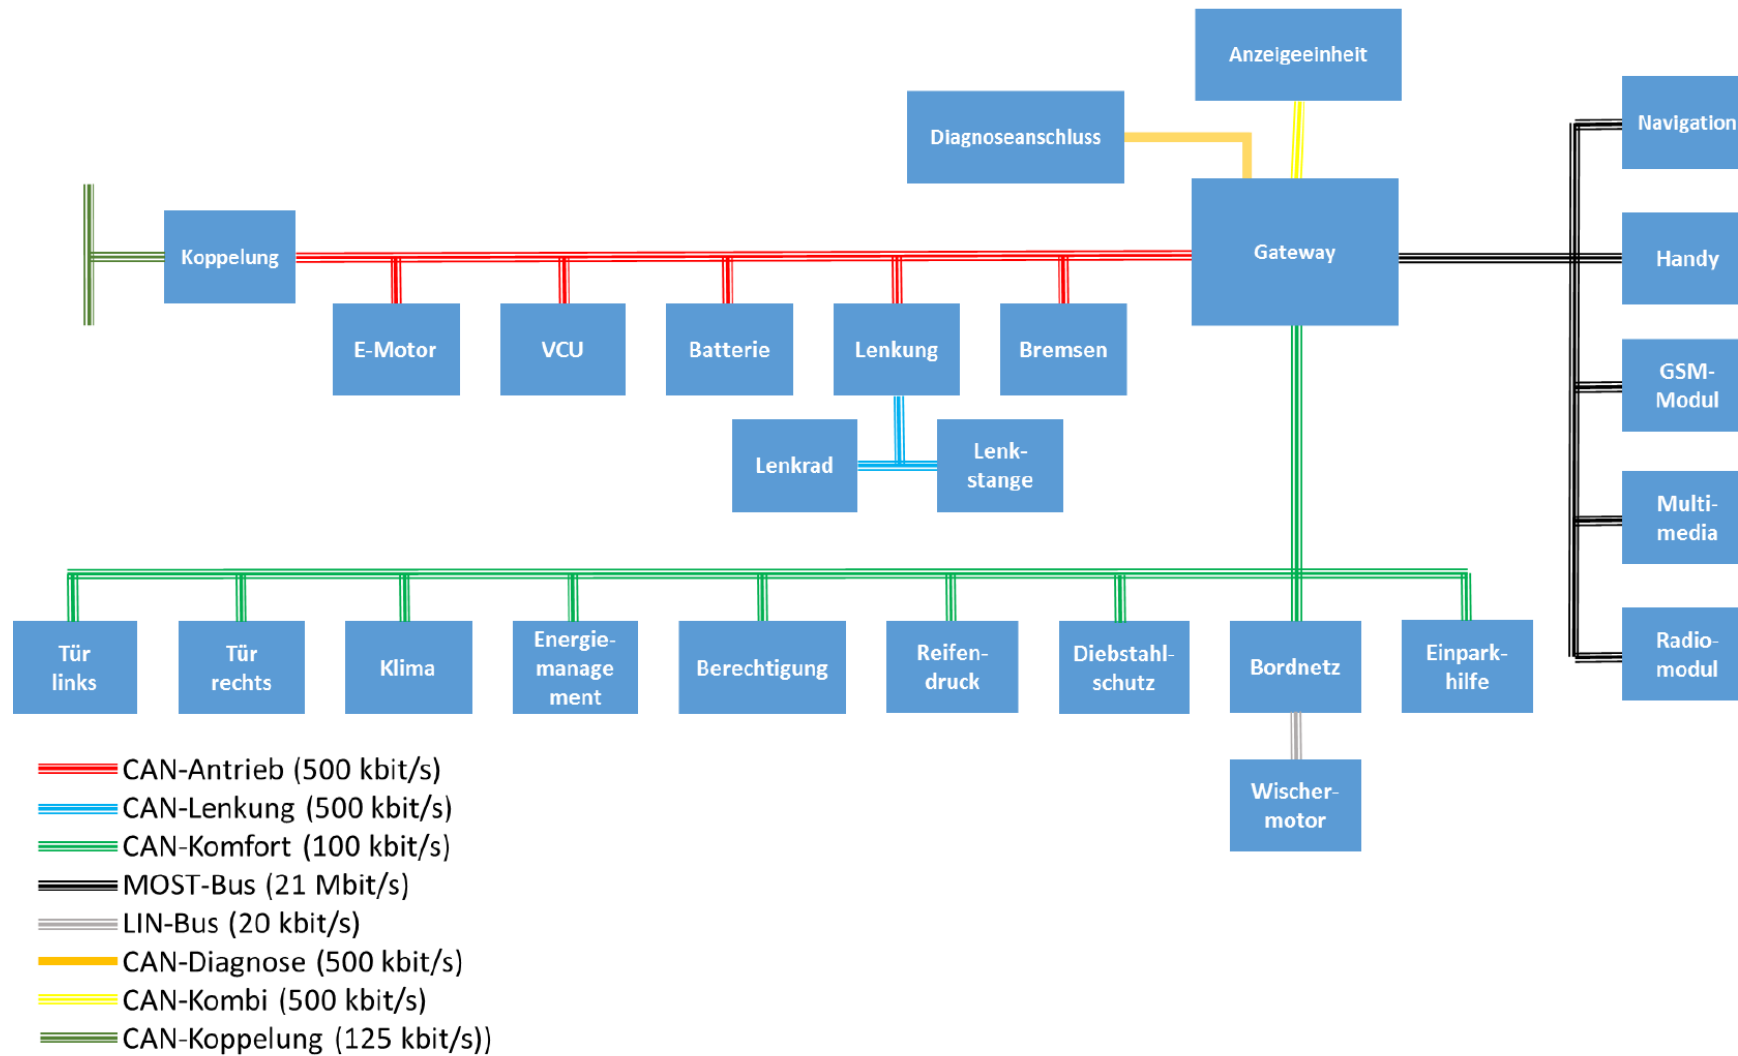 Anzeigeeinheit
Diagnoseanschluss
Navigation
Koppelung
Gateway
Handy
E-Motor
VCU
Batterie
Lenkung
Bremsen
GSM-
Modul
Lenkrad
Lenk-
stange
Multi-
media
Tür
links
Tür
rechts
Klima
Energie-
manage
ment
Berechtigung
Reifen-
druck
Diebstahl-
schutz
Bordnetz
Einpark-
hilfe
Radio-
modul
Wischer-
motor
CAN-Antrieb (500 kbit/s)
CAN-Lenkung (500 kbit/s)
CAN-Komfort (100 kbit/s)
MOST-Bus (21 Mbit/s)
LIN-Bus (20 kbit/s)
CAN-Diagnose (500 kbit/s)
CAN-Kombi (500 kbit/s)
CAN-Koppelung (125 kbit/s))